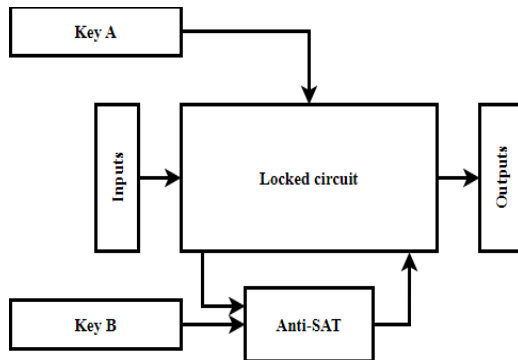 Key A
Inputs
Locked circuit
Outputs
Key B
Anti-SAT